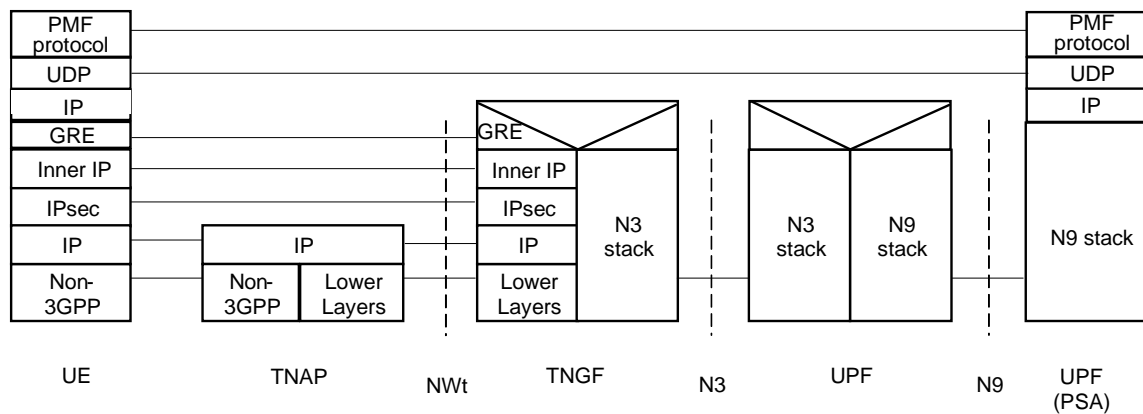 PMF
protocol
UDP
IP
GRE
Inner IP
IPsec
IP
Non-
3GPP
UE
IP
Non-
3GPP
Lower
Layers
TNAP
NWt
GRE
Inner IP
IPsec
IP
Lower
Layers
N3
stack
TNGF
N3
N3
stack
N9
stack
UPF
N9
PMF
protocol
UDP
IP
N9 stack
UPF
(PSA)